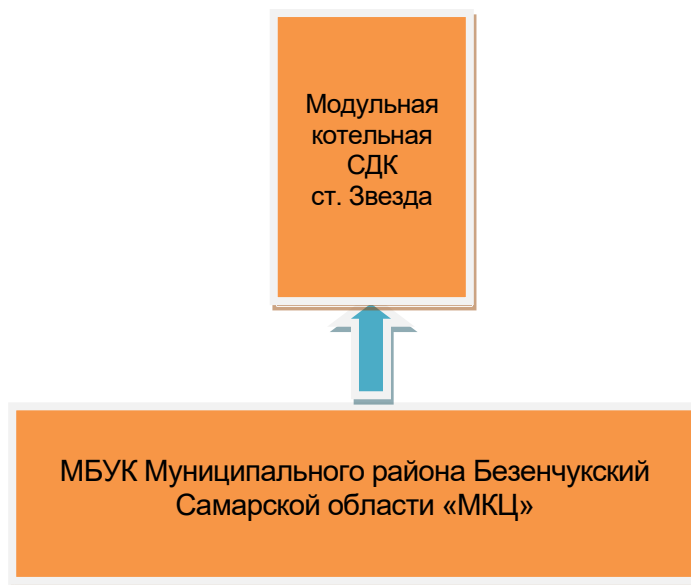 Модульная
котельная
СДК
ст. Звезда
МБУК Муниципального района Безенчукский
Самарской области «МКЦ»